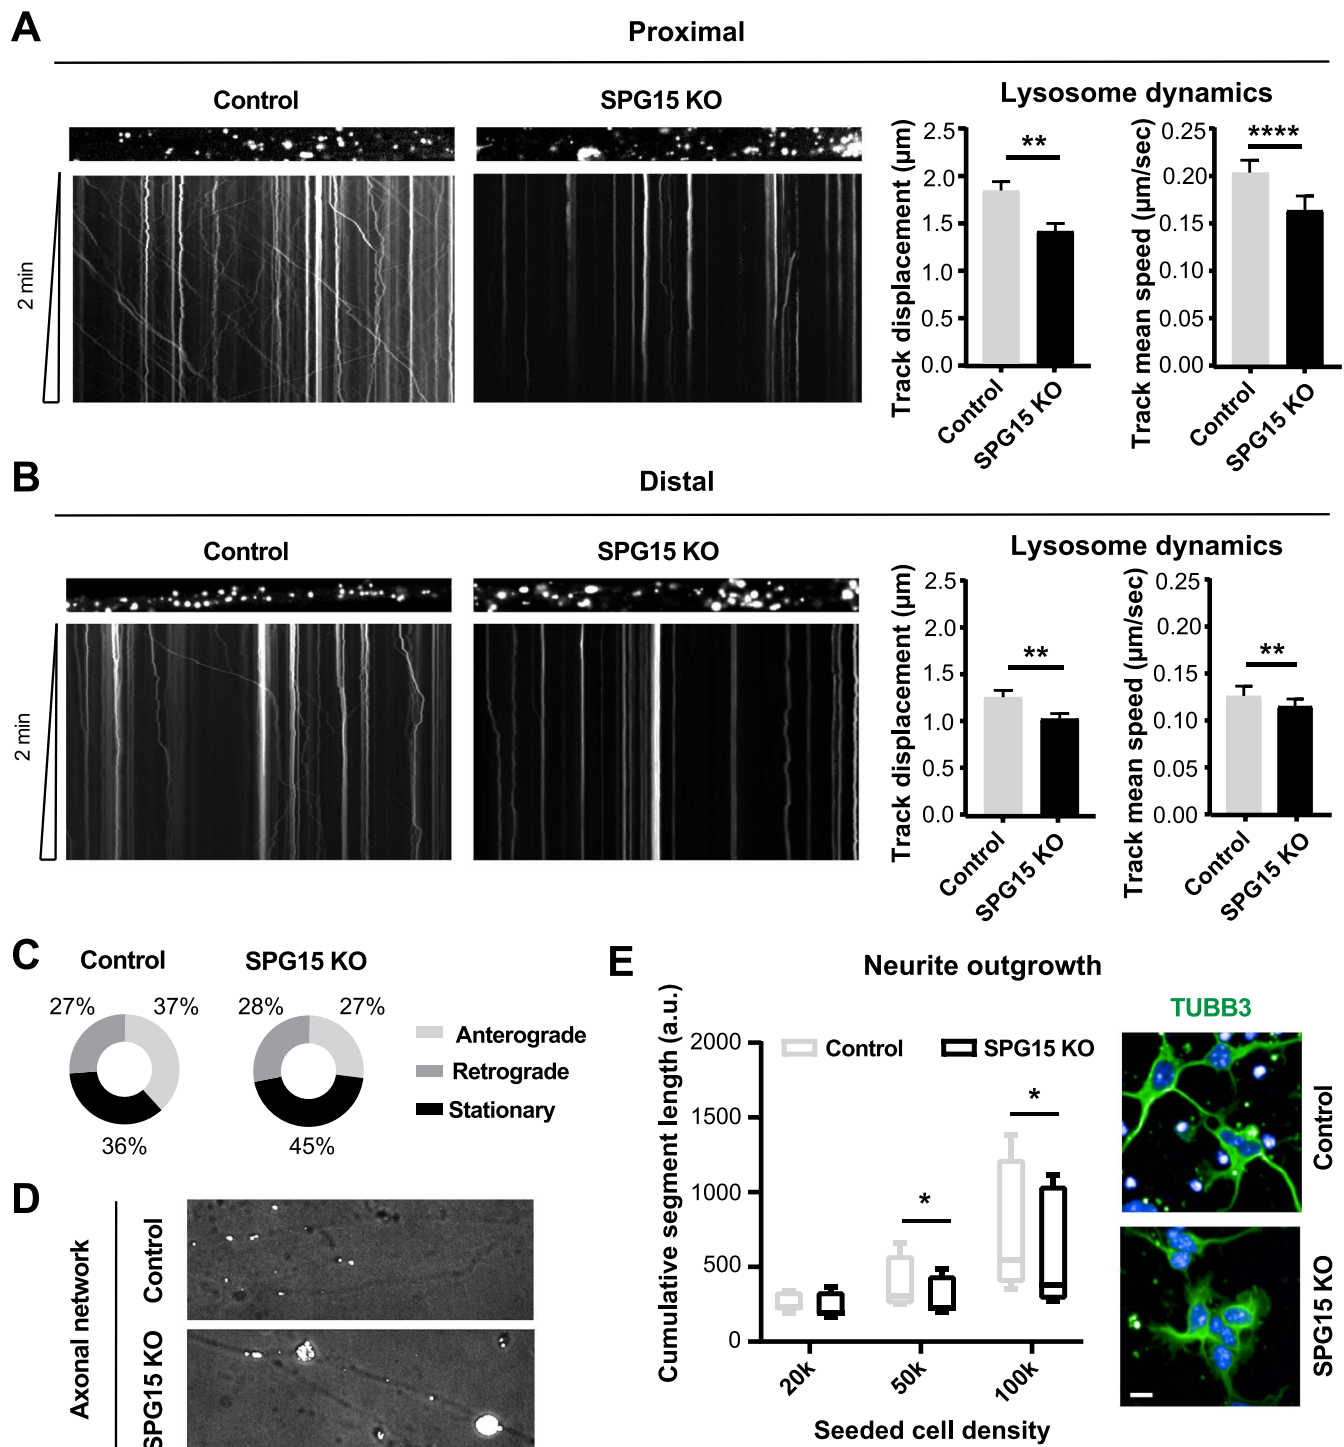 A
Proximal
Control
SPG15 KO
Lysosome dynamics
2 min
Track displacement (µm)
2.5
2.0
1.5
1.0
0.5
0.0
**
Control
SPG15 KO
Track mean speed (µm/sec)
0.25
0.20
0.15
0.10
0.05
0.00
****
Control
SPG15 KO
B
Distal
Control
SPG15 KO
Lysosome dynamics
2 min
Track displacement (µm)
2.5
2.0
1.5
1.0
0.5
0.0
**
Control
SPG15 KO
Track mean speed (µm/sec)
0.25
0.20
0.15
0.10
0.05
0.00
**
Control
SPG15 KO
C
Control
27%
37%
36%
SPG15 KO
28%
27%
45%
Anterograde
Retrograde
Stationary
D
Axonal network
Control
SPG15 KO
E
Neurite outgrowth
Cumulative segment length (a.u.)
2000
1500
1000
500
0
Control
SPG15 KO
*
*
20k
50k
100k
Seeded cell density
TUBB3
Control
SPG15 KO